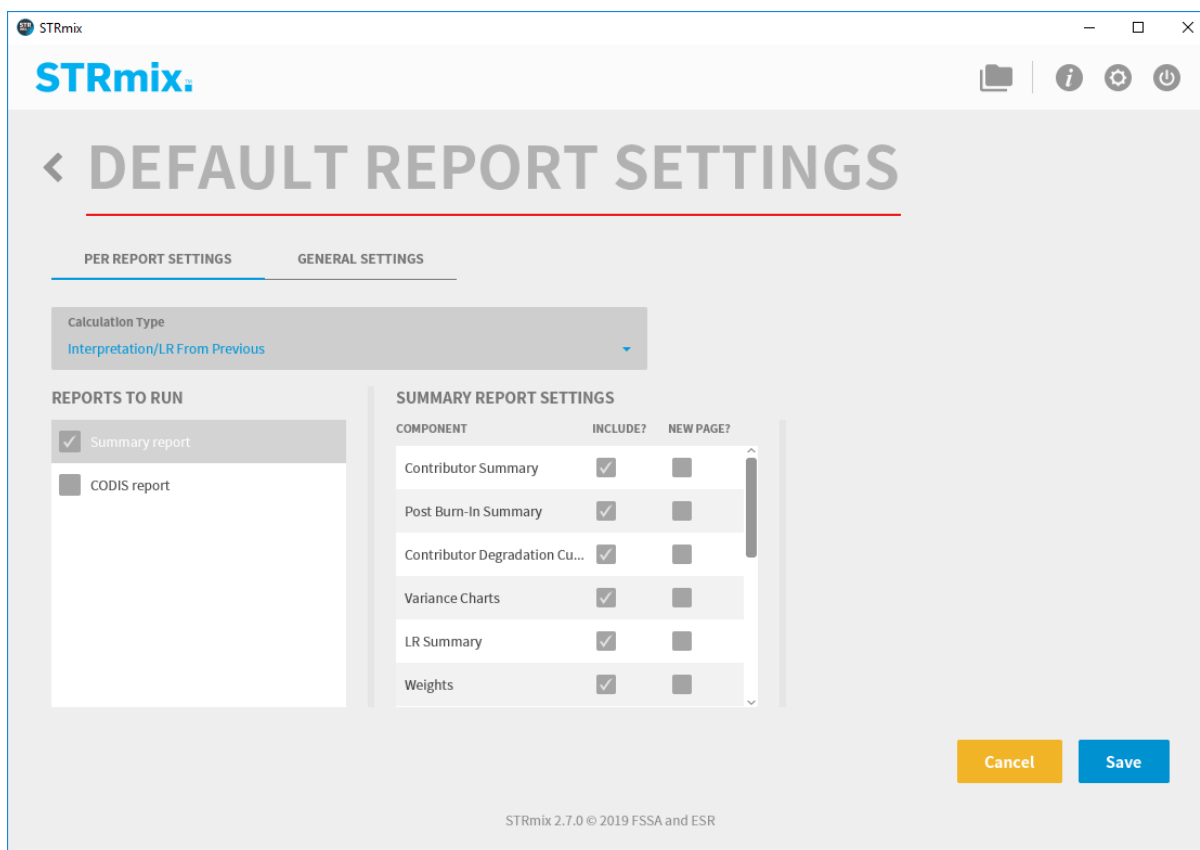 STRmix
STRmix™
DEFAULT REPORT SETTINGS
PER REPORT SETTINGS GENERAL SETTINGS
Calculation Type
Interpretation/LR From Previous
REPORTS TO RUN
Summary report
CODIS report
SUMMARY REPORT SETTINGS
COMPONENT INCLUDE? NEW PAGE?
Contributor Summary
Post Burn-In Summary
Contributor Degradation Cu...
Variance Charts
LR Summary
Weights
Cancel Save
STRmix 2.7.0 © 2019 FSSA and ESR